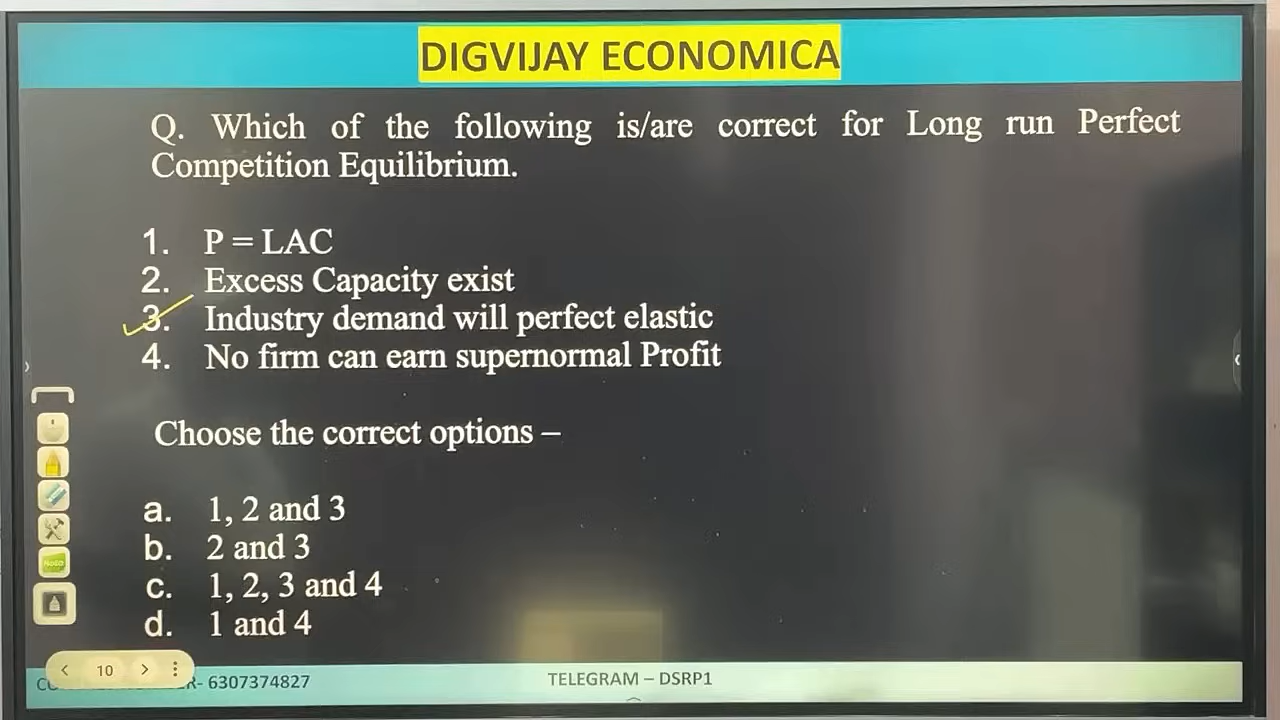 DIGVIJAY ECONOMICA
Q. Which of the following is/are correct for Long run Perfect
Competition Equilibrium.
1. P = LAC
2. Excess Capacity exist
3. Industry demand will perfect elastic
4. No firm can earn supernormal Profit
Choose the correct options –
a. 1, 2 and 3
b. 2 and 3
c. 1, 2, 3 and 4
d. 1 and 4
10
R- 6307374827
TELEGRAM – DSRP1